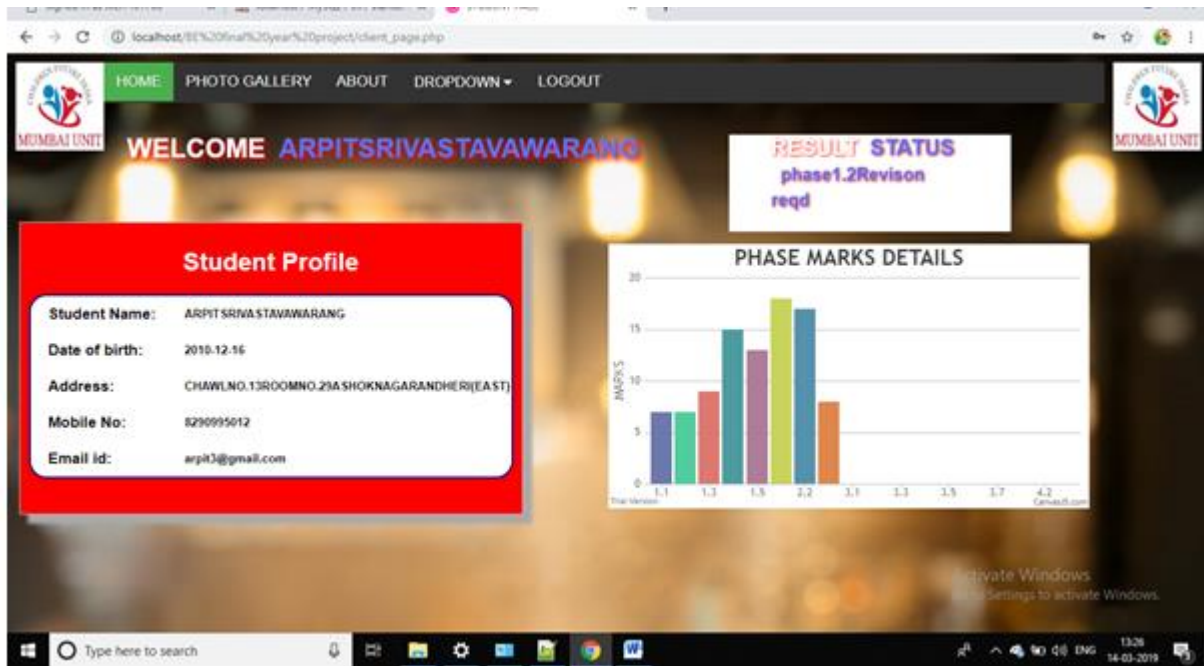 localhost/BE%20final%20year%20project/client_page.php
HOME PHOTO GALLERY ABOUT DROPDOWN LOGOUT
MUMBAI UNIT
MUMBAI UNIT
WELCOME ARPITSRIVASTAVAWARANG
RESULT STATUS
phase1.2Revison
reqd
Student Profile
Student Name: ARPITSRIVASTAVAWARANG
Date of birth: 2010-12-16
Address: CHAWLNO.13ROOMNO.29ASHOKNAGARANDHERI(EAST)
Mobile No: 8290995012
Email id: arpit3@gmail.com
PHASE MARKS DETAILS
MARKS
20
15
10
5
0
1.1 1.3 1.5 2.2 3.1 3.3 3.5 3.7 4.2
Trial Version
CanvasJS.com
Activate Windows
Settings to activate Windows.
Type here to search
ENG
13:26
14-03-2019